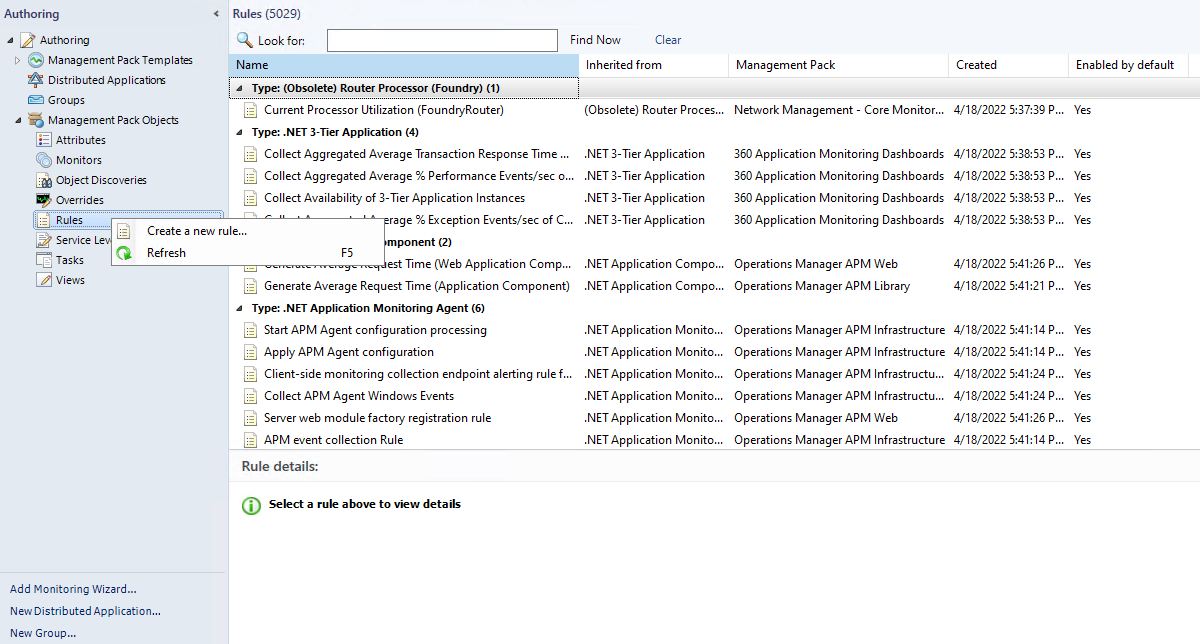 Authoring
Authoring
Management Pack Templates
Distributed Applications
Groups
Management Pack Objects
Attributes
Monitors
Object Discoveries
Overrides
Rules
Service Lev
Tasks
Views
Create a new rule...
Refresh F5
Add Monitoring Wizard...
New Distributed Application...
New Group...
Rules (5029)
Look for: Find Now Clear
Name Inherited from Management Pack Created Enabled by default
Type: (Obsolete) Router Processor (Foundry) (1)
Current Processor Utilization (FoundryRouter) (Obsolete) Router Proces... Network Management - Core Monitor... 4/18/2022 5:37:39 P... Yes
Type: .NET 3-Tier Application (4)
Collect Aggregated Average Transaction Response Time ... .NET 3-Tier Application 360 Application Monitoring Dashboards 4/18/2022 5:38:53 P... Yes
Collect Aggregated Average % Performance Events/sec o... .NET 3-Tier Application 360 Application Monitoring Dashboards 4/18/2022 5:38:53 P... Yes
Collect Availability of 3-Tier Application Instances .NET 3-Tier Application 360 Application Monitoring Dashboards 4/18/2022 5:38:53 P... Yes
Collect Aggregated Average % Exception Events/sec of C... .NET 3-Tier Application 360 Application Monitoring Dashboards 4/18/2022 5:38:53 P... Yes
omponent (2)
Generate Average Request Time (Web Application Comp... .NET Application Compo... Operations Manager APM Web 4/18/2022 5:41:26 P... Yes
Generate Average Request Time (Application Component) .NET Application Compo... Operations Manager APM Library 4/18/2022 5:41:21 P... Yes
Type: .NET Application Monitoring Agent (6)
Start APM Agent configuration processing .NET Application Monito... Operations Manager APM Infrastructure 4/18/2022 5:41:14 P... Yes
Apply APM Agent configuration .NET Application Monito... Operations Manager APM Infrastructure 4/18/2022 5:41:14 P... Yes
Client-side monitoring collection endpoint alerting rule f... .NET Application Monito... Operations Manager APM Infrastructu... 4/18/2022 5:41:24 P... Yes
Collect APM Agent Windows Events .NET Application Monito... Operations Manager APM Infrastructu... 4/18/2022 5:41:24 P... Yes
Server web module factory registration rule .NET Application Monito... Operations Manager APM Web 4/18/2022 5:41:26 P... Yes
APM event collection Rule .NET Application Monito... Operations Manager APM Infrastructure 4/18/2022 5:41:14 P... Yes
Rule details:
Select a rule above to view details